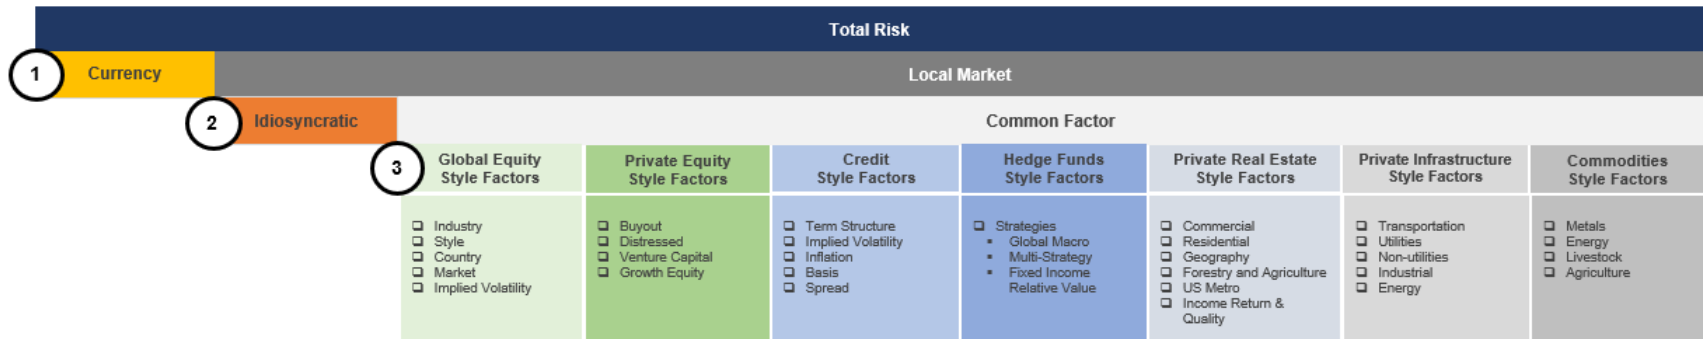 Total Risk
1
Currency
Local Market
2
Idiosyncratic
Common Factor
3
Global Equity
Style Factors
Industry
Style
Country
Market
Implied Volatility
Private Equity
Style Factors
Buyout
Distressed
Venture Capital
Growth Equity
Credit
Style Factors
Term Structure
Implied Volatility
Inflation
Basis
Spread
Hedge Funds
Style Factors
Strategies
Global Macro
Multi-Strategy
Fixed Income
Relative Value
Private Real Estate
Style Factors
Commercial
Residential
Geography
Forestry and Agriculture
US Metro
Income Return &
Quality
Private Infrastructure
Style Factors
Transportation
Utilities
Non-utilities
Industrial
Energy
Commodities
Style Factors
Metals
Energy
Livestock
Agriculture